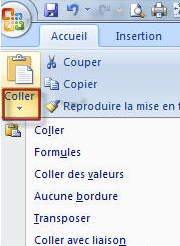 Accueil Insertion
Couper
Copier
Coller
Reproduire la mise en
Coller
Formules
Coller des valeurs
Aucune bordure
Transposer
Coller avec liaison